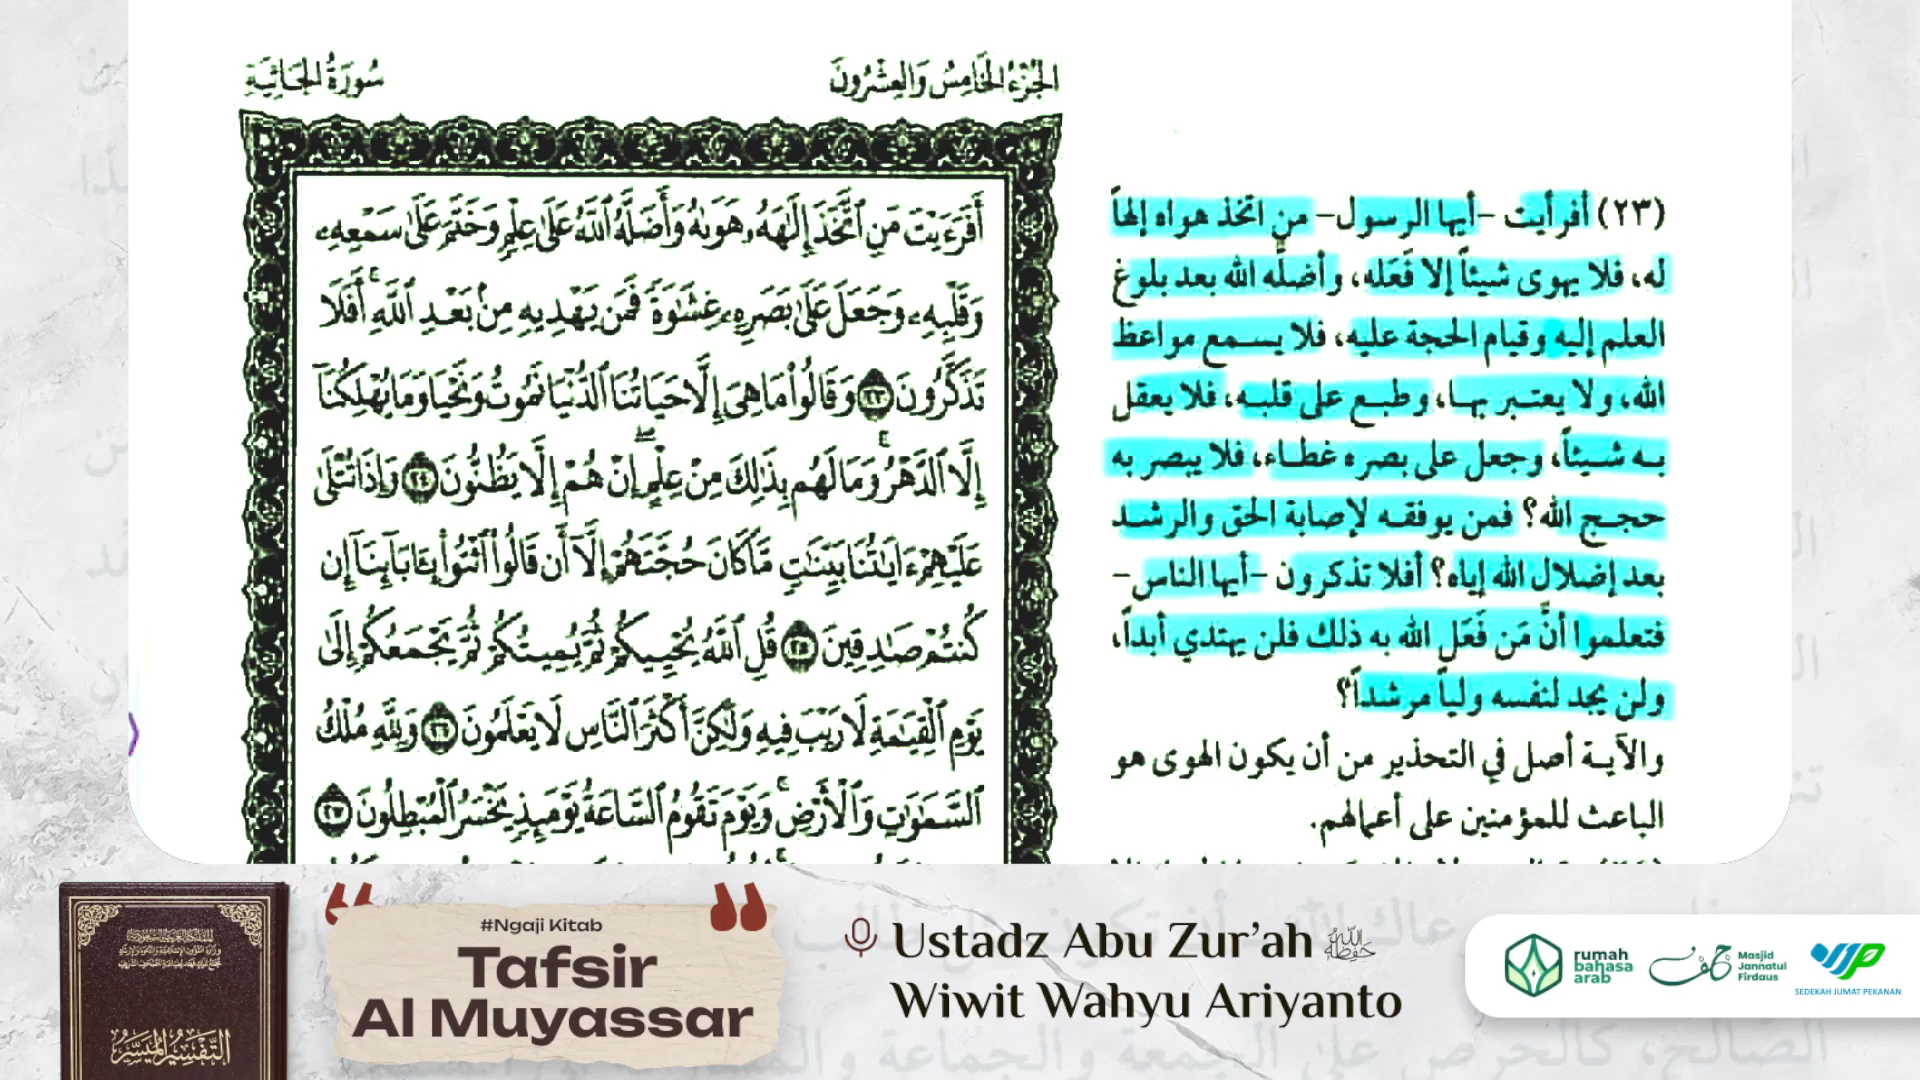 سُورَةُ الجَاثِيَةِ
الجُزْءُ الخَامِسُ وَالعِشْرُونَ
أَفَرَءَيْتَ مَنِ ٱتَّخَذَ إِلَٰهَهُۥ هَوَىٰهُ وَأَضَلَّهُ ٱللَّهُ عَلَىٰ عِلْمٍ وَخَتَمَ عَلَىٰ سَمْعِهِۦ
وَقَلْبِهِۦ وَجَعَلَ عَلَىٰ بَصَرِهِۦ غِشَٰوَةً فَمَن يَهْدِيهِ مِنۢ بَعْدِ ٱللَّهِ ۚ أَفَلَا
تَذَكَّرُونَ ٢٣ وَقَالُوا۟ مَا هِىَ إِلَّا حَيَاتُنَا ٱلدُّنْيَا نَمُوتُ وَنَحْيَا وَمَا يُهْلِكُنَآ
إِلَّا ٱلدَّهْرُ ۚ وَمَا لَهُم بِذَٰلِكَ مِنْ عِلْمٍ ۖ إِنْ هُمْ إِلَّا يَظُنُّونَ ٢٤ وَإِذَا تُتْلَىٰ
عَلَيْهِمْ ءَايَٰتُنَا بَيِّنَٰتٍ مَّا كَانَ حُجَّتَهُمْ إِلَّآ أَن قَالُوا۟ ٱئْتُوا۟ بِـَٔابَآئِنَآ إِن
كُنتُمْ صَٰدِقِينَ ٢٥ قُلِ ٱللَّهُ يُحْيِيكُمْ ثُمَّ يُمِيتُكُمْ ثُمَّ يَجْمَعُكُمْ إِلَىٰ
يَوْمِ ٱلْقِيَٰمَةِ لَا رَيْبَ فِيهِ وَلَٰكِنَّ أَكْثَرَ ٱلنَّاسِ لَا يَعْلَمُونَ ٢٦ وَلِلَّهِ مُلْكُ
ٱلسَّمَٰوَٰتِ وَٱلْأَرْضِ ۚ وَيَوْمَ تَقُومُ ٱلسَّاعَةُ يَوْمَئِذٍ يَخْسَرُ ٱلْمُبْطِلُونَ ٢٧
(٢٣) أفرأيت -أيها الرسول- من اتخذ هواه إلهاً
له، فلا يهوى شيئاً إلا فَعَله، وأضلَّه الله بعد بلوغ
العلم إليه وقيام الحجة عليه، فلا يسمع مواعظ
الله، ولا يعتبر بها، وطبع على قلبه، فلا يعقل
به شيئاً، وجعل على بصره غطاء، فلا يبصر به
حجج الله؟ فمن يوفقه لإصابة الحق والرشد
بعد إضلال الله إياه؟ أفلا تذكرون -أيها الناس-
فتعلموا أنَّ مَن فَعَل الله به ذلك فلن يهتدي أبداً،
ولن يجد لنفسه ولياً مرشداً؟
والآية أصل في التحذير من أن يكون الهوى هو
الباعث للمؤمنين على أعمالهم.
التَّفْسِيرُ المُيَسَّرُ
#Ngaji Kitab
Tafsir
Al Muyassar
Ustadz Abu Zur'ah حفظه الله
Wiwit Wahyu Ariyanto
rumah
bahasa
arab
Masjid
Jannatul
Firdaus
SEDEKAH JUMAT PEKANAN